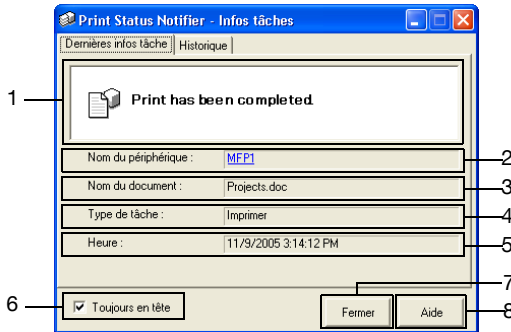 Print Status Notifier - Infos tâches
Dernières infos tâche Historique
1 Print has been completed.
Nom du périphérique : MFP1 2
Nom du document : Projects.doc 3
Type de tâche : Imprimer 4
Heure : 11/9/2005 3:14:12 PM 5
7
6 Toujours en tête Fermer Aide 8